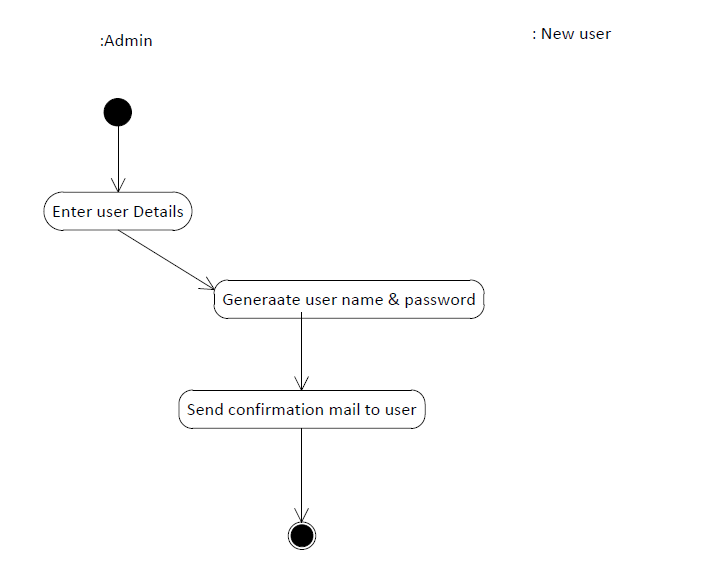 :Admin
: New user
Enter user Details
Generaate user name & password
Send confirmation mail to user